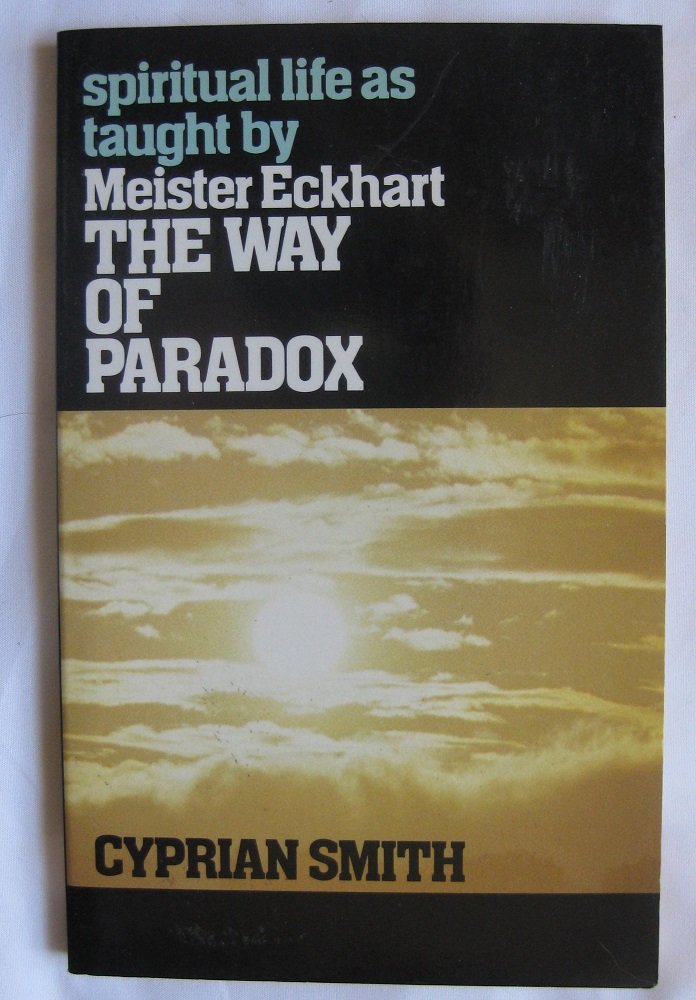 spiritual life as
taught by
Meister Eckhart
THE WAY
OF
PARADOX
CYPRIAN SMITH